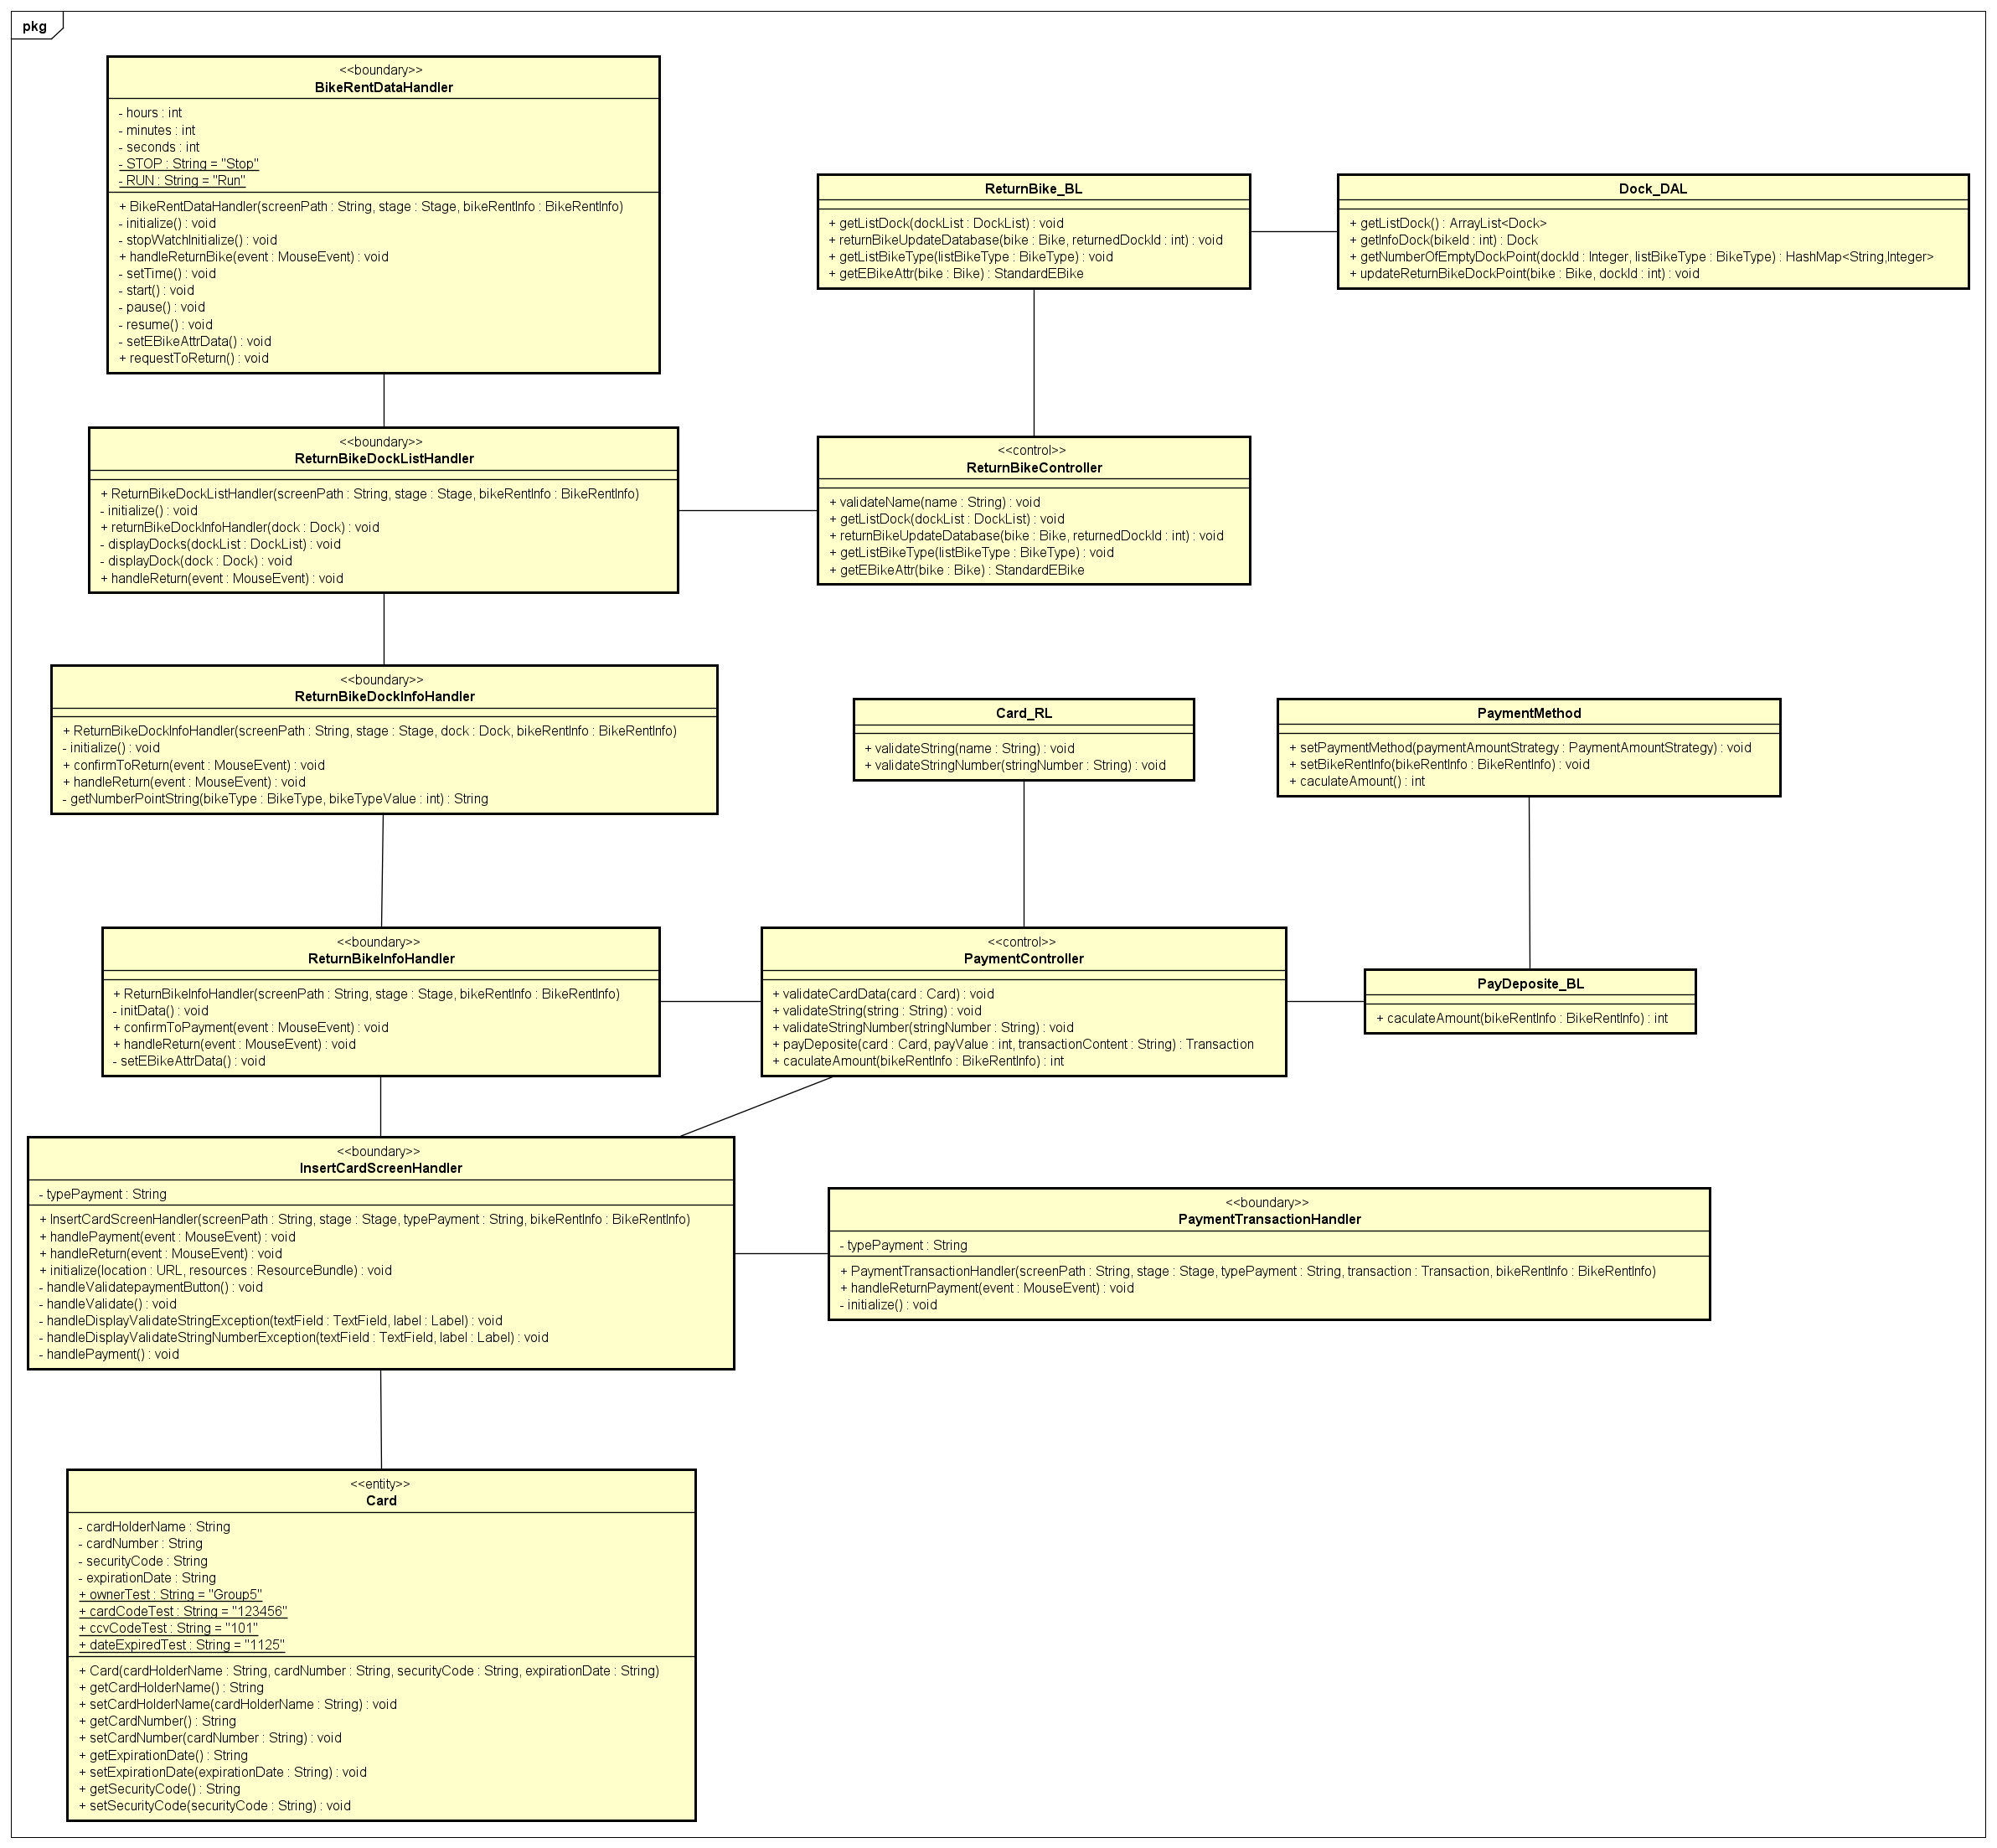 pkg
<<boundary>>
BikeRentDataHandler
- hours : int
- minutes : int
- seconds : int
- STOP : String = "Stop"
- RUN : String = "Run"
+ BikeRentDataHandler(screenPath : String, stage : Stage, bikeRentInfo : BikeRentInfo)
- initialize() : void
- stopWatchInitialize() : void
+ handleReturnBike(event : MouseEvent) : void
- setTime() : void
- start() : void
- pause() : void
- resume() : void
- setEBikeAttrData() : void
+ requestToReturn() : void
ReturnBike_BL
+ getListDock(dockList : DockList) : void
+ returnBikeUpdateDatabase(bike : Bike, returnedDockId : int) : void
+ getListBikeType(listBikeType : BikeType) : void
+ getEBikeAttr(bike : Bike) : StandardEBike
Dock_DAL
+ getListDock() : ArrayList<Dock>
+ getInfoDock(bikeId : int) : Dock
+ getNumberOfEmptyDockPoint(dockId : Integer, listBikeType : BikeType) : HashMap<String,Integer>
+ updateReturnBikeDockPoint(bike : Bike, dockId : int) : void
<<boundary>>
ReturnBikeDockListHandler
+ ReturnBikeDockListHandler(screenPath : String, stage : Stage, bikeRentInfo : BikeRentInfo)
- initialize() : void
+ returnBikeDockInfoHandler(dock : Dock) : void
- displayDocks(dockList : DockList) : void
- displayDock(dock : Dock) : void
+ handleReturn(event : MouseEvent) : void
<<control>>
ReturnBikeController
+ validateName(name : String) : void
+ getListDock(dockList : DockList) : void
+ returnBikeUpdateDatabase(bike : Bike, returnedDockId : int) : void
+ getListBikeType(listBikeType : BikeType) : void
+ getEBikeAttr(bike : Bike) : StandardEBike
<<boundary>>
ReturnBikeDockInfoHandler
+ ReturnBikeDockInfoHandler(screenPath : String, stage : Stage, dock : Dock, bikeRentInfo : BikeRentInfo)
- initialize() : void
+ confirmToReturn(event : MouseEvent) : void
+ handleReturn(event : MouseEvent) : void
- getNumberPointString(bikeType : BikeType, bikeTypeValue : int) : String
Card_RL
+ validateString(name : String) : void
+ validateStringNumber(stringNumber : String) : void
PaymentMethod
+ setPaymentMethod(paymentAmountStrategy : PaymentAmountStrategy) : void
+ setBikeRentInfo(bikeRentInfo : BikeRentInfo) : void
+ caculateAmount() : int
<<boundary>>
ReturnBikeInfoHandler
+ ReturnBikeInfoHandler(screenPath : String, stage : Stage, bikeRentInfo : BikeRentInfo)
- initData() : void
+ confirmToPayment(event : MouseEvent) : void
+ handleReturn(event : MouseEvent) : void
- setEBikeAttrData() : void
<<control>>
PaymentController
+ validateCardData(card : Card) : void
+ validateString(string : String) : void
+ validateStringNumber(stringNumber : String) : void
+ payDeposite(card : Card, payValue : int, transactionContent : String) : Transaction
+ caculateAmount(bikeRentInfo : BikeRentInfo) : int
PayDeposite_BL
+ caculateAmount(bikeRentInfo : BikeRentInfo) : int
<<boundary>>
InsertCardScreenHandler
- typePayment : String
+ InsertCardScreenHandler(screenPath : String, stage : Stage, typePayment : String, bikeRentInfo : BikeRentInfo)
+ handlePayment(event : MouseEvent) : void
+ handleReturn(event : MouseEvent) : void
+ initialize(location : URL, resources : ResourceBundle) : void
- handleValidatepaymentButton() : void
- handleValidate() : void
- handleDisplayValidateStringException(textField : TextField, label : Label) : void
- handleDisplayValidateStringNumberException(textField : TextField, label : Label) : void
- handlePayment() : void
<<boundary>>
PaymentTransactionHandler
- typePayment : String
+ PaymentTransactionHandler(screenPath : String, stage : Stage, typePayment : String, transaction : Transaction, bikeRentInfo : BikeRentInfo)
+ handleReturnPayment(event : MouseEvent) : void
- initialize() : void
<<entity>>
Card
- cardHolderName : String
- cardNumber : String
- securityCode : String
- expirationDate : String
+ ownerTest : String = "Group5"
+ cardCodeTest : String = "123456"
+ ccvCodeTest : String = "101"
+ dateExpiredTest : String = "1125"
+ Card(cardHolderName : String, cardNumber : String, securityCode : String, expirationDate : String)
+ getCardHolderName() : String
+ setCardHolderName(cardHolderName : String) : void
+ getCardNumber() : String
+ setCardNumber(cardNumber : String) : void
+ getExpirationDate() : String
+ setExpirationDate(expirationDate : String) : void
+ getSecurityCode() : String
+ setSecurityCode(securityCode : String) : void